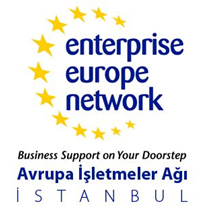 enterprise
europe
network
Business Support on Your Doorstep
Avrupa İşletmeler Ağı
İSTANBUL